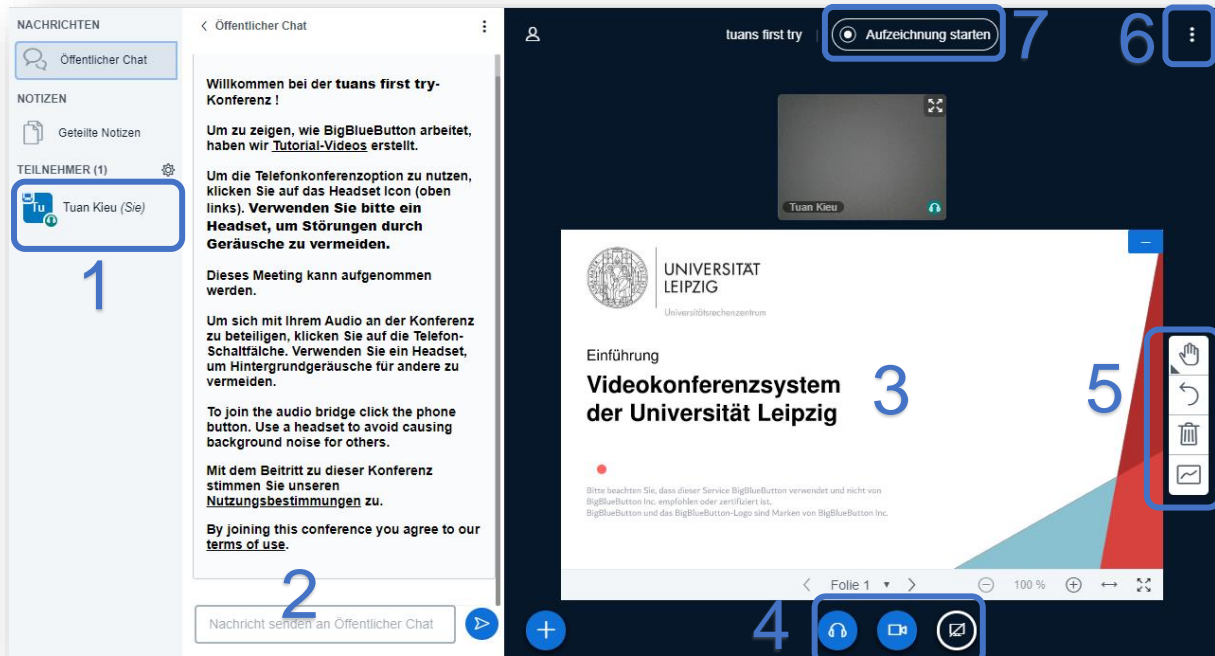 NACHRICHTEN
Öffentlicher Chat
NOTIZEN
Geteilte Notizen
TEILNEHMER (1)
Tu
Tuan Kieu (Sie)
1
Öffentlicher Chat
Willkommen bei der tuans first try-
Konferenz !
Um zu zeigen, wie BigBlueButton arbeitet,
haben wir Tutorial-Videos erstellt.
Um die Telefonkonferenzoption zu nutzen,
klicken Sie auf das Headset Icon (oben
links). Verwenden Sie bitte ein
Headset, um Störungen durch
Geräusche zu vermeiden.
Dieses Meeting kann aufgenommen
werden.
Um sich mit Ihrem Audio an der Konferenz
zu beteiligen, klicken Sie auf die Telefon-
Schaltfälche. Verwenden Sie ein Headset,
um Hintergrundgeräusche für andere zu
vermeiden.
To join the audio bridge click the phone
button. Use a headset to avoid causing
background noise for others.
Mit dem Beitritt zu dieser Konferenz
stimmen Sie unseren
Nutzungsbestimmungen zu.
By joining this conference you agree to our
terms of use.
2
Nachricht senden an Öffentlicher Chat
tuans first try
Aufzeichnung starten
7
6
Tuan Kieu
UNIVERSITÄT
LEIPZIG
Universitätsrechenzentrum
Einführung
Videokonferenzsystem
der Universität Leipzig
3
5
Bitte beachten Sie, dass dieser Service BigBlueButton verwendet und nicht von
BigBlueButton Inc. empfohlen oder zertifiziert ist.
BigBlueButton und das BigBlueButton-Logo sind Marken von BigBlueButton Inc.
Folie 1
100 %
4